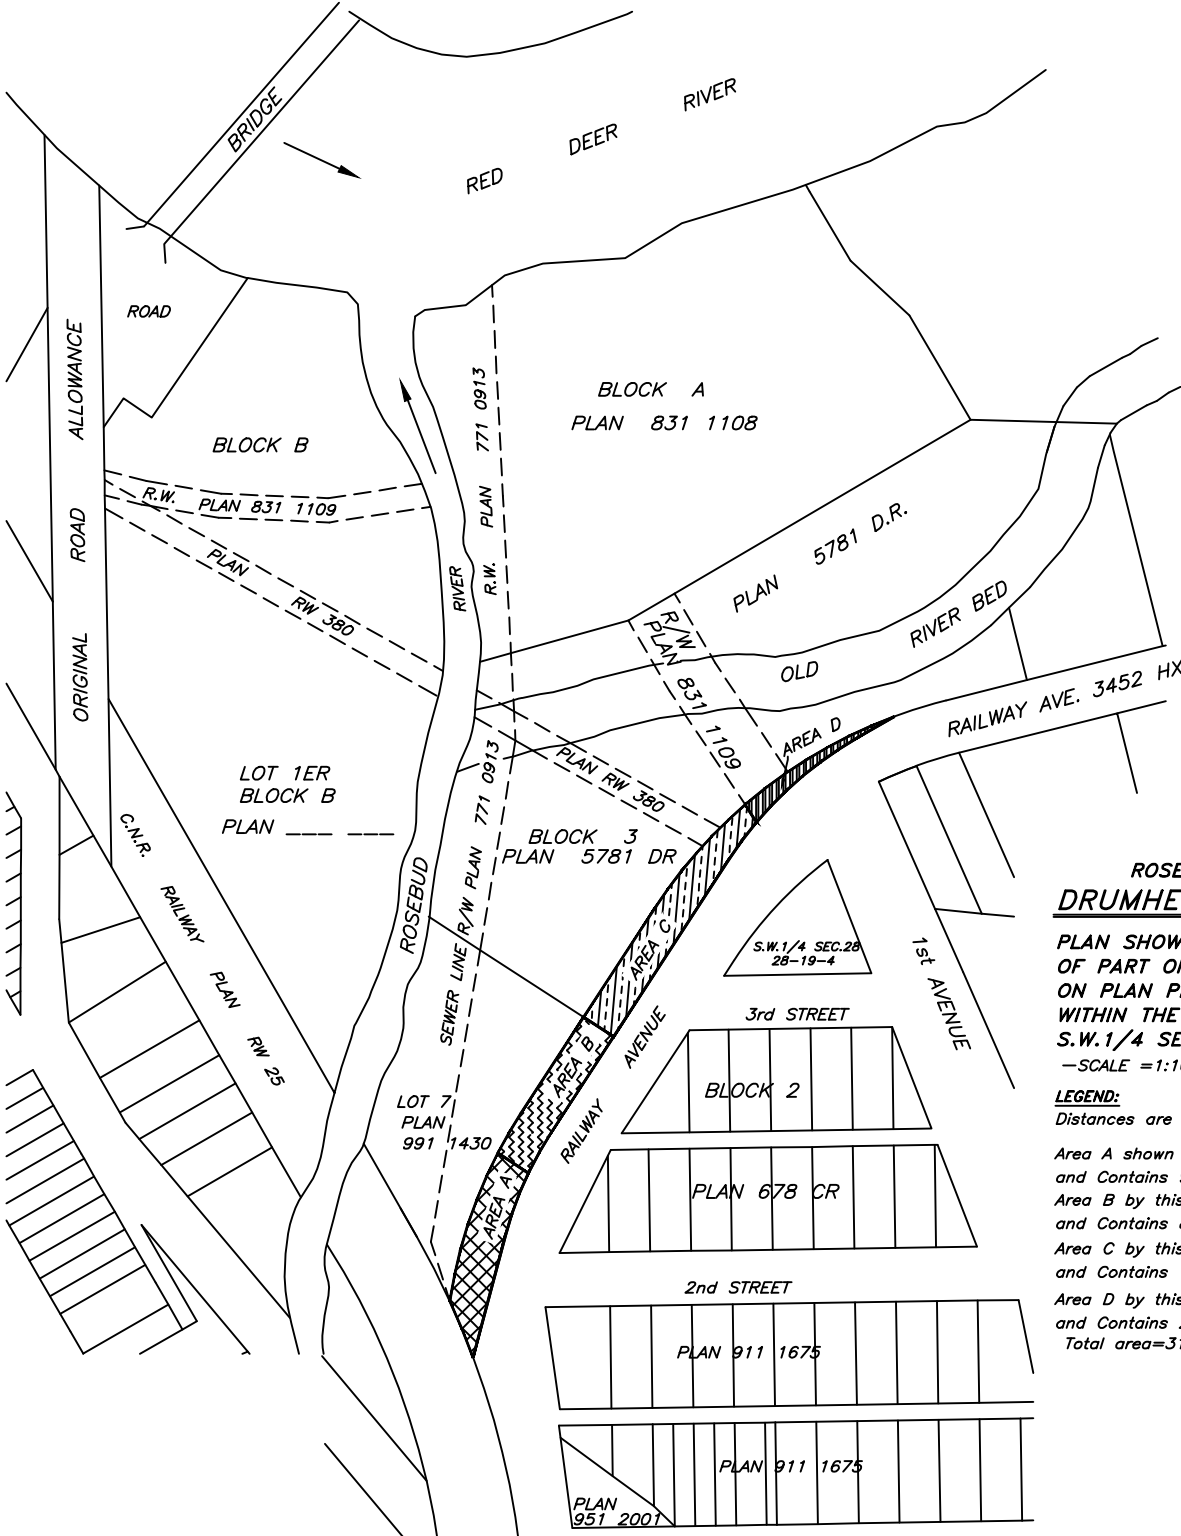 BRIDGE
RED DEER RIVER
ROAD
ORIGINAL ROAD ALLOWANCE
BLOCK B
R.W. PLAN 831 1109
PLAN RW 380
R.W. PLAN 771 0913
RIVER
BLOCK A
PLAN 831 1108
PLAN 5781 D.R.
R/W
PLAN 831 1109
OLD RIVER BED
RAILWAY AVE. 3452 HX
AREA D
LOT 1ER
BLOCK B
PLAN ___ ___
C.N.R. RAILWAY PLAN RW 25
ROSEBUD
SEWER LINE R/W PLAN 771 0913
PLAN RW 380
BLOCK 3
PLAN 5781 DR
AREA C
S.W.1/4 SEC.28
28-19-4
1st AVENUE
3rd STREET
AREA B
RAILWAY AVENUE
BLOCK 2
LOT 7
PLAN
991 1430
AREA A
PLAN 678 CR
2nd STREET
PLAN 911 1675
PLAN 911 1675
PLAN
951 2001
ROSE
DRUMHE
PLAN SHOW
OF PART O
ON PLAN P
WITHIN THE
S.W.1/4 SE
-SCALE =1:1
LEGEND:
Distances are
Area A shown
and Contains
Area B by this
and Contains
Area C by this
and Contains
Area D by this
and Contains
Total area=3